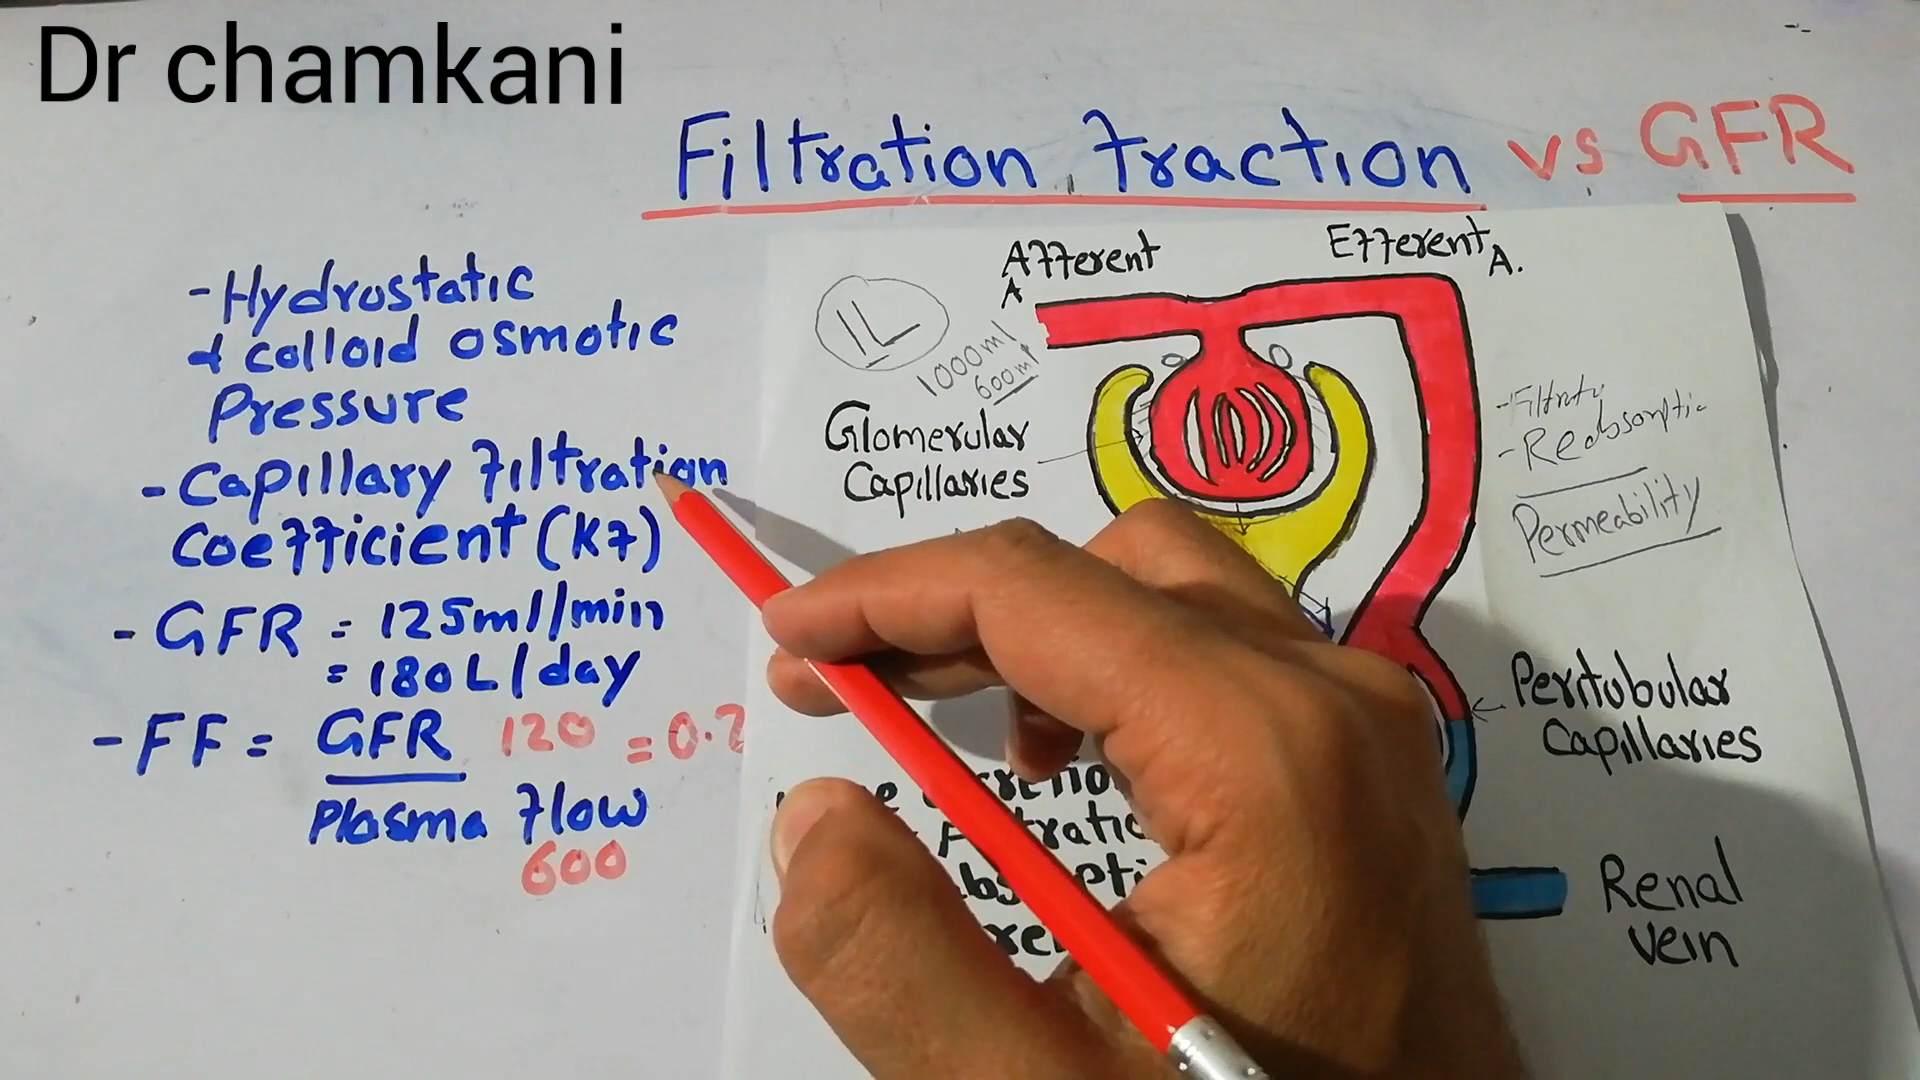 Dr chamkani
Filtration fraction vs GFR
- Hydrostatic
& colloid osmotic
Pressure
- Capillary filtration
Coefficient (Kf)
- GFR = 125ml/min
= 180L/day
- FF = GFR 120 = 0.2
Plasma flow
600
Afferent
A
Efferent A.
1L
1000ml
600ml
Glomerular
Capillaries
- Reabsorptio
Permeability
Peritubular
Capillaries
Renal
vein